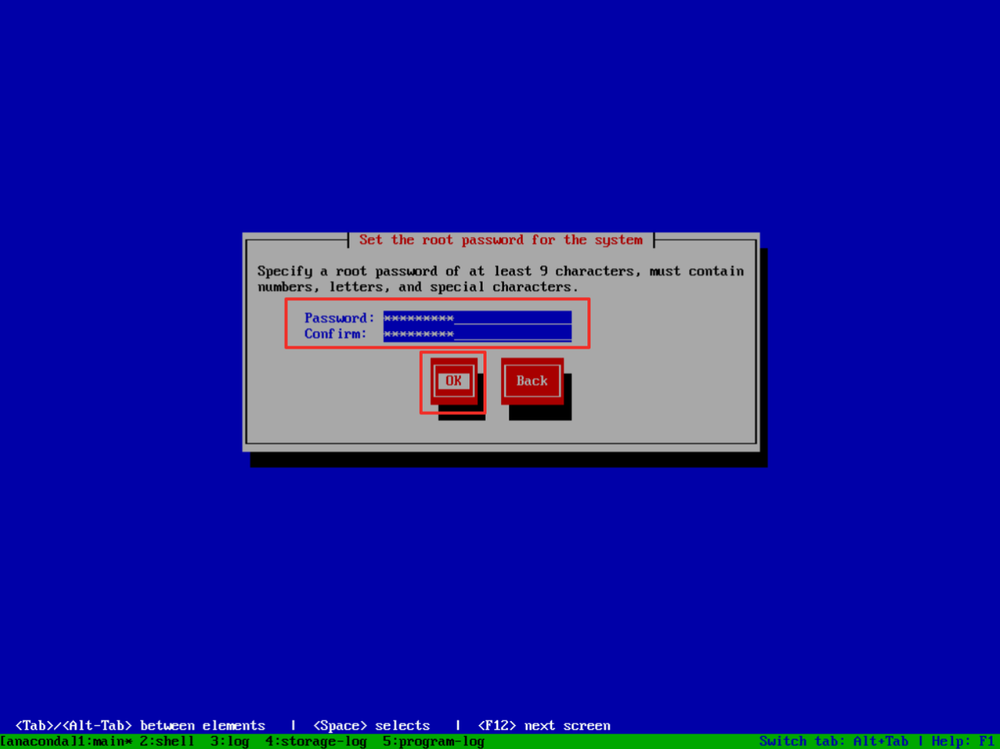 Set the root password for the system
Specify a root password of at least 9 characters, must contain
numbers, letters, and special characters.
Password: *********
Confirm: *********
OK Back
<Tab>/<Alt-Tab> between elements | <Space> selects | <F12> next screen
[anaconda]1:main* 2:shell 3:log 4:storage-log 5:program-log Switch tab: Alt+Tab | Help: F1